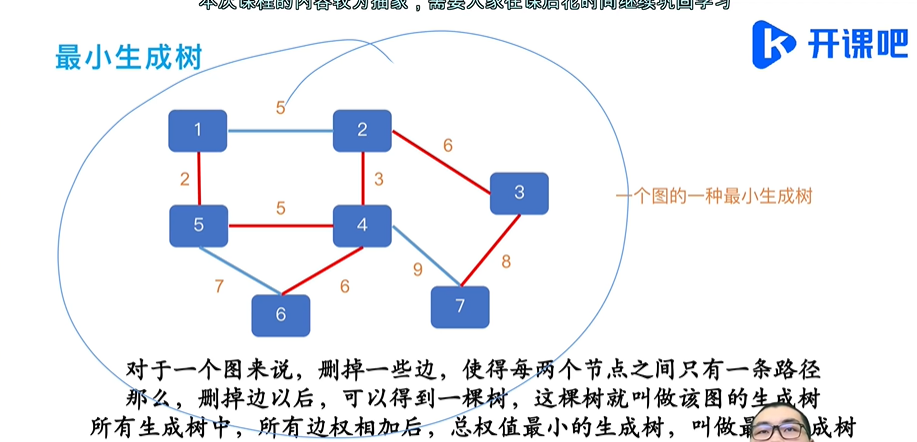 本次课程的内容较为抽象，需要大家在课后花时间继续巩固学习
最小生成树
开课吧
1
5
2
6
2
3
3
一个图的一种最小生成树
5
5
4
7
6
9
8
6
7
对于一个图来说，删掉一些边，使得每两个节点之间只有一条路径
那么，删掉边以后，可以得到一棵树，这棵树就叫做该图的生成树
所有生成树中，所有边权相加后，总权值最小的生成树，叫做最 成树